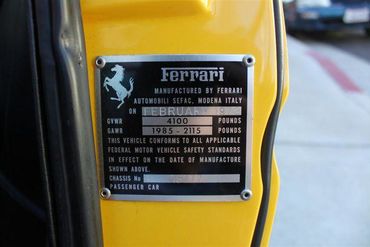 Ferrari
MANUFACTURED BY FERRARI
AUTOMOBILI SEFAC, MODENA ITALY
FEBRUARY
GVWR 4100 POUNDS
GAWR 1985 - 2115 POUNDS
THIS VEHICLE CONFORMS TO ALL APPLICABLE
FEDERAL MOTOR VEHICLE SAFETY STANDARDS
IN EFFECT ON THE DATE OF MANUFACTURE
SHOWN ABOVE.
CHASSIS No
PASSENGER CAR